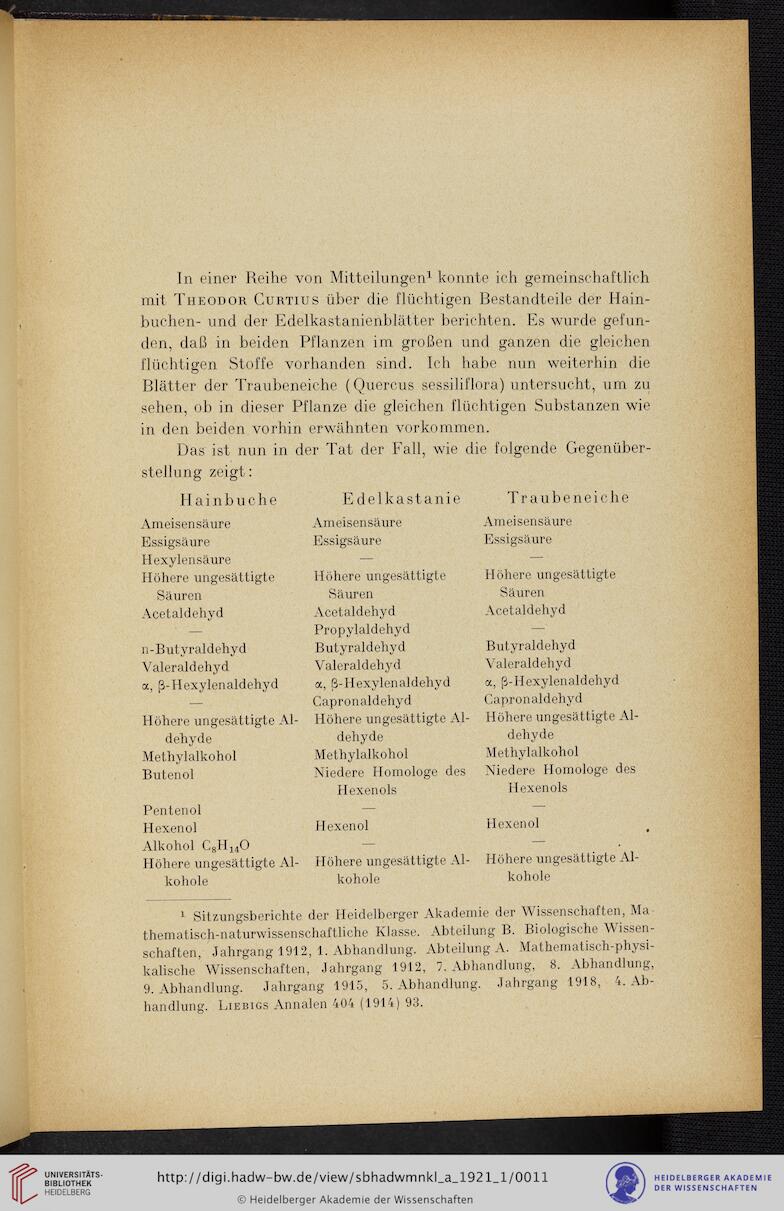 In einer Reihe von Mitteilungen¹ konnte ich gemeinschaftlich
mit THEODOR CURTIUS über die flüchtigen Bestandteile der Hain-
buchen- und der Edelkastanienblätter berichten. Es wurde gefun-
den, daß in beiden Pflanzen im großen und ganzen die gleichen
flüchtigen Stoffe vorhanden sind. Ich habe nun weiterhin die
Blätter der Traubeneiche (Quercus sessiliflora) untersucht, um zu
sehen, ob in dieser Pflanze die gleichen flüchtigen Substanzen wie
in den beiden vorhin erwähnten vorkommen.
Das ist nun in der Tat der Fall, wie die folgende Gegenüber-
stellung zeigt:
Hainbuche Edelkastanie Traubeneiche
Ameisensäure Ameisensäure Ameisensäure
Essigsäure Essigsäure Essigsäure
Hexylensäure — —
Höhere ungesättigte Höhere ungesättigte Höhere ungesättigte
Säuren Säuren Säuren
Acetaldehyd Acetaldehyd Acetaldehyd
— Propylaldehyd —
n-Butyraldehyd Butyraldehyd Butyraldehyd
Valeraldehyd Valeraldehyd Valeraldehyd
α, β-Hexylenaldehyd α, β-Hexylenaldehyd α, β-Hexylenaldehyd
— Capronaldehyd Capronaldehyd
Höhere ungesättigte Al- Höhere ungesättigte Al- Höhere ungesättigte Al-
dehyde dehyde dehyde
Methylalkohol Methylalkohol Methylalkohol
Butenol Niedere Homologe des Niedere Homologe des
Hexenols Hexenols
Pentenol — —
Hexenol Hexenol Hexenol
Alkohol C₈H₁₄O — —
Höhere ungesättigte Al- Höhere ungesättigte Al- Höhere ungesättigte Al-
kohole kohole kohole
¹ Sitzungsberichte der Heidelberger Akademie der Wissenschaften, Ma-
thematisch-naturwissenschaftliche Klasse. Abteilung B. Biologische Wissen-
schaften, Jahrgang 1912, 1. Abhandlung. Abteilung A. Mathematisch-physi-
kalische Wissenschaften, Jahrgang 1912, 7. Abhandlung, 8. Abhandlung,
9. Abhandlung. Jahrgang 1915, 5. Abhandlung. Jahrgang 1918, 4. Ab-
handlung. LIEBIGS Annalen 404 (1914) 93.
UNIVERSITÄTS-
BIBLIOTHEK
HEIDELBERG
http://digi.hadw-bw.de/view/sbhadwmnkl_a_1921_1/0011
© Heidelberger Akademie der Wissenschaften
HEIDELBERGER AKADEMIE
DER WISSENSCHAFTEN